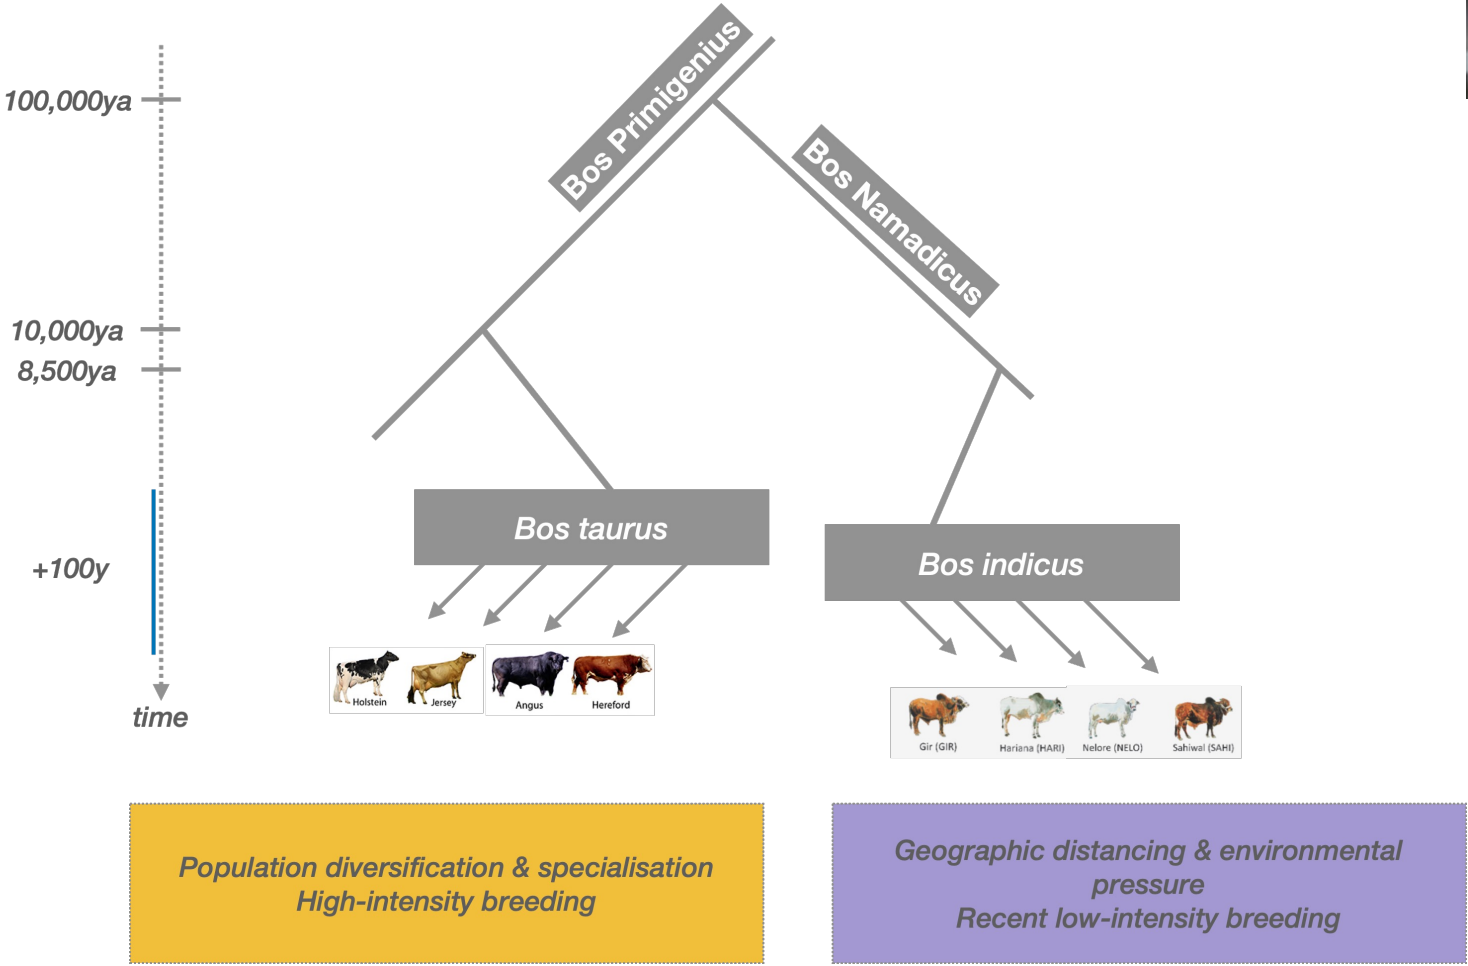 Bos Primigenius
100,000ya
Bos Namadicus
10,000ya
8,500ya
Bos taurus
Bos indicus
+100y
Holstein
Jersey
Angus
Hereford
time
Gir (GIR)
Hariana (HARI)
Nelore (NELO)
Sahiwal (SAHI)
Population diversification & specialisation
High-intensity breeding
Geographic distancing & environmental
pressure
Recent low-intensity breeding